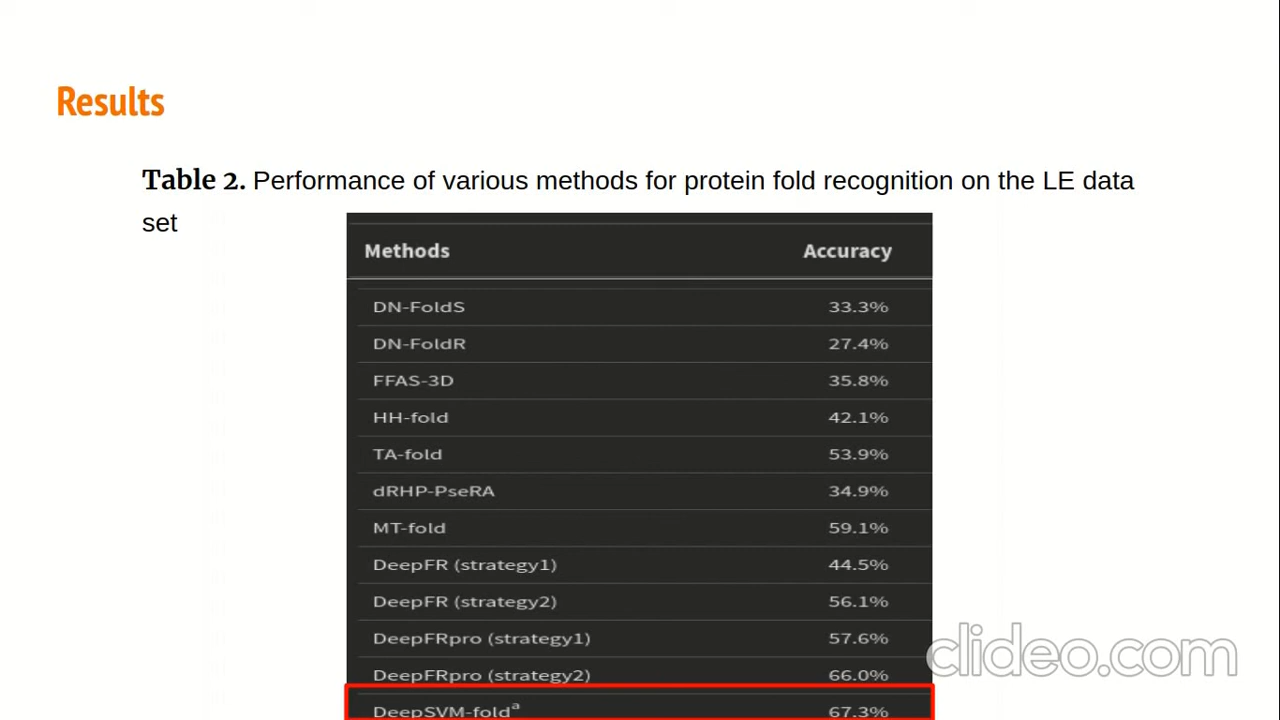 Results
Table 2. Performance of various methods for protein fold recognition on the LE data
set
Methods Accuracy
DN-FoldS 33.3%
DN-FoldR 27.4%
FFAS-3D 35.8%
HH-fold 42.1%
TA-fold 53.9%
dRHP-PseRA 34.9%
MT-fold 59.1%
DeepFR (strategy1) 44.5%
DeepFR (strategy2) 56.1%
DeepFRpro (strategy1) 57.6%
DeepFRpro (strategy2) 66.0%
DeepSVM-foldᵃ 67.3%
clideo.com